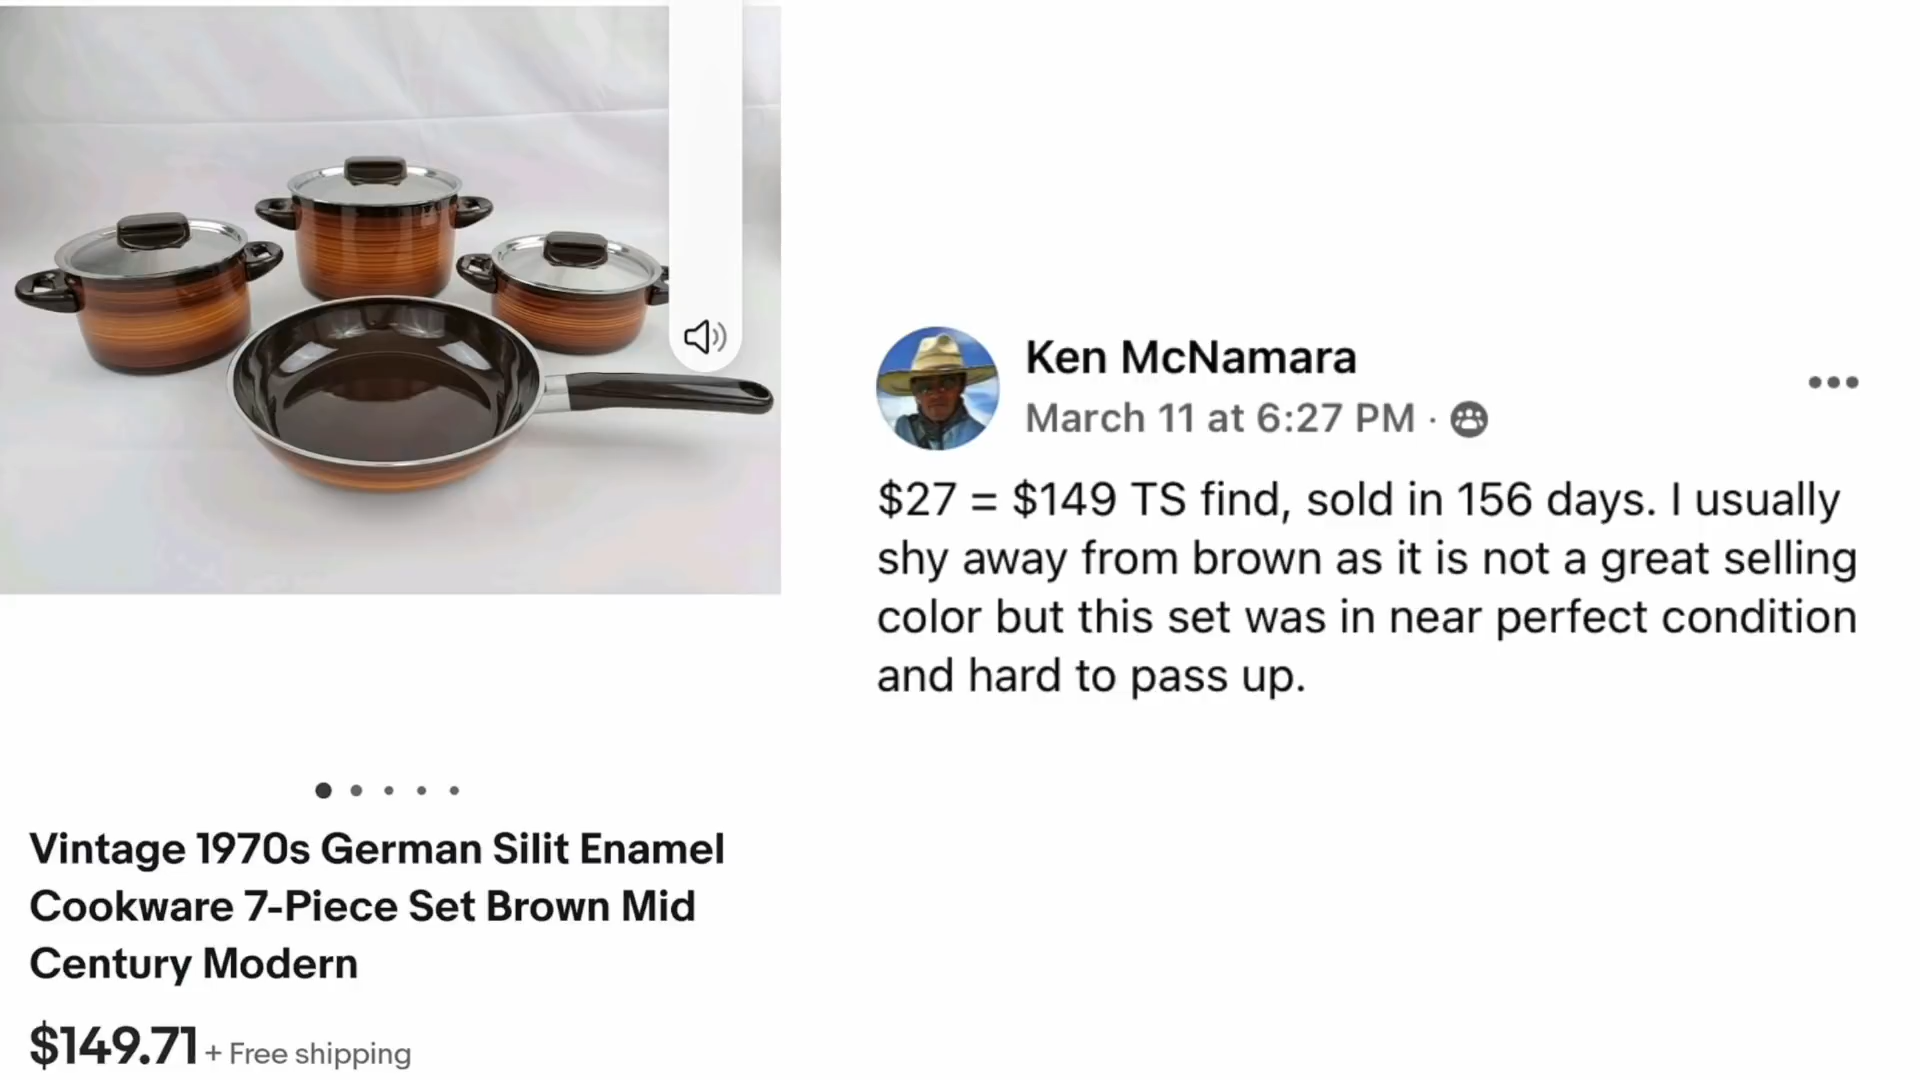 Ken McNamara
March 11 at 6:27 PM ·
$27 = $149 TS find, sold in 156 days. I usually
shy away from brown as it is not a great selling
color but this set was in near perfect condition
and hard to pass up.
Vintage 1970s German Silit Enamel
Cookware 7-Piece Set Brown Mid
Century Modern
$149.71 + Free shipping